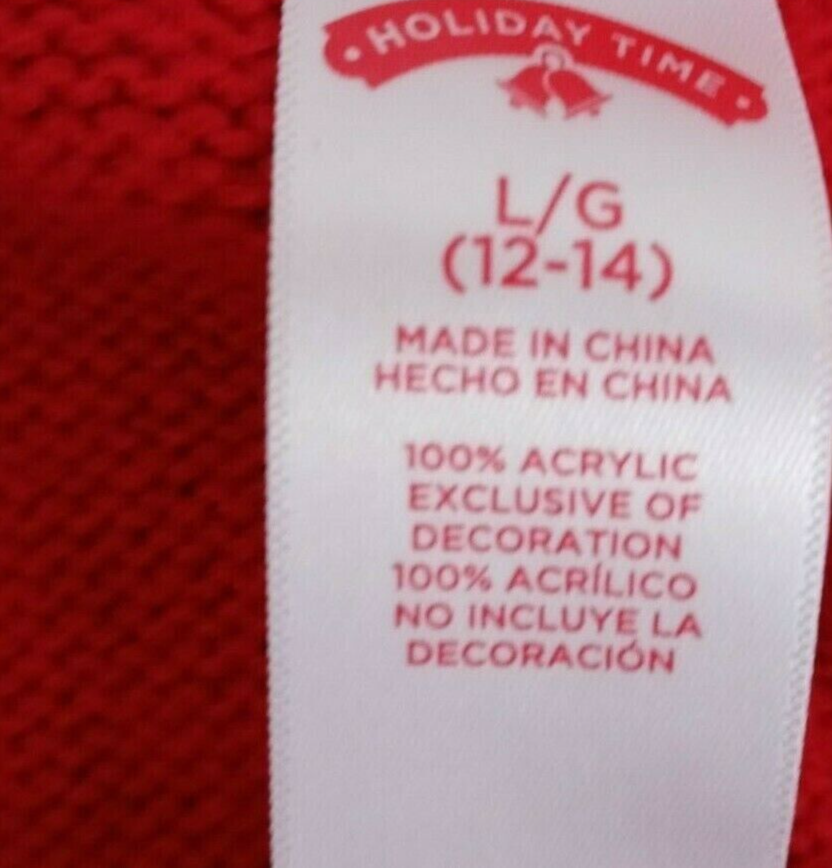 • HOLIDAY TIME •
L/G
(12-14)
MADE IN CHINA
HECHO EN CHINA
100% ACRYLIC
EXCLUSIVE OF
DECORATION
100% ACRÍLICO
NO INCLUYE LA
DECORACIÓN